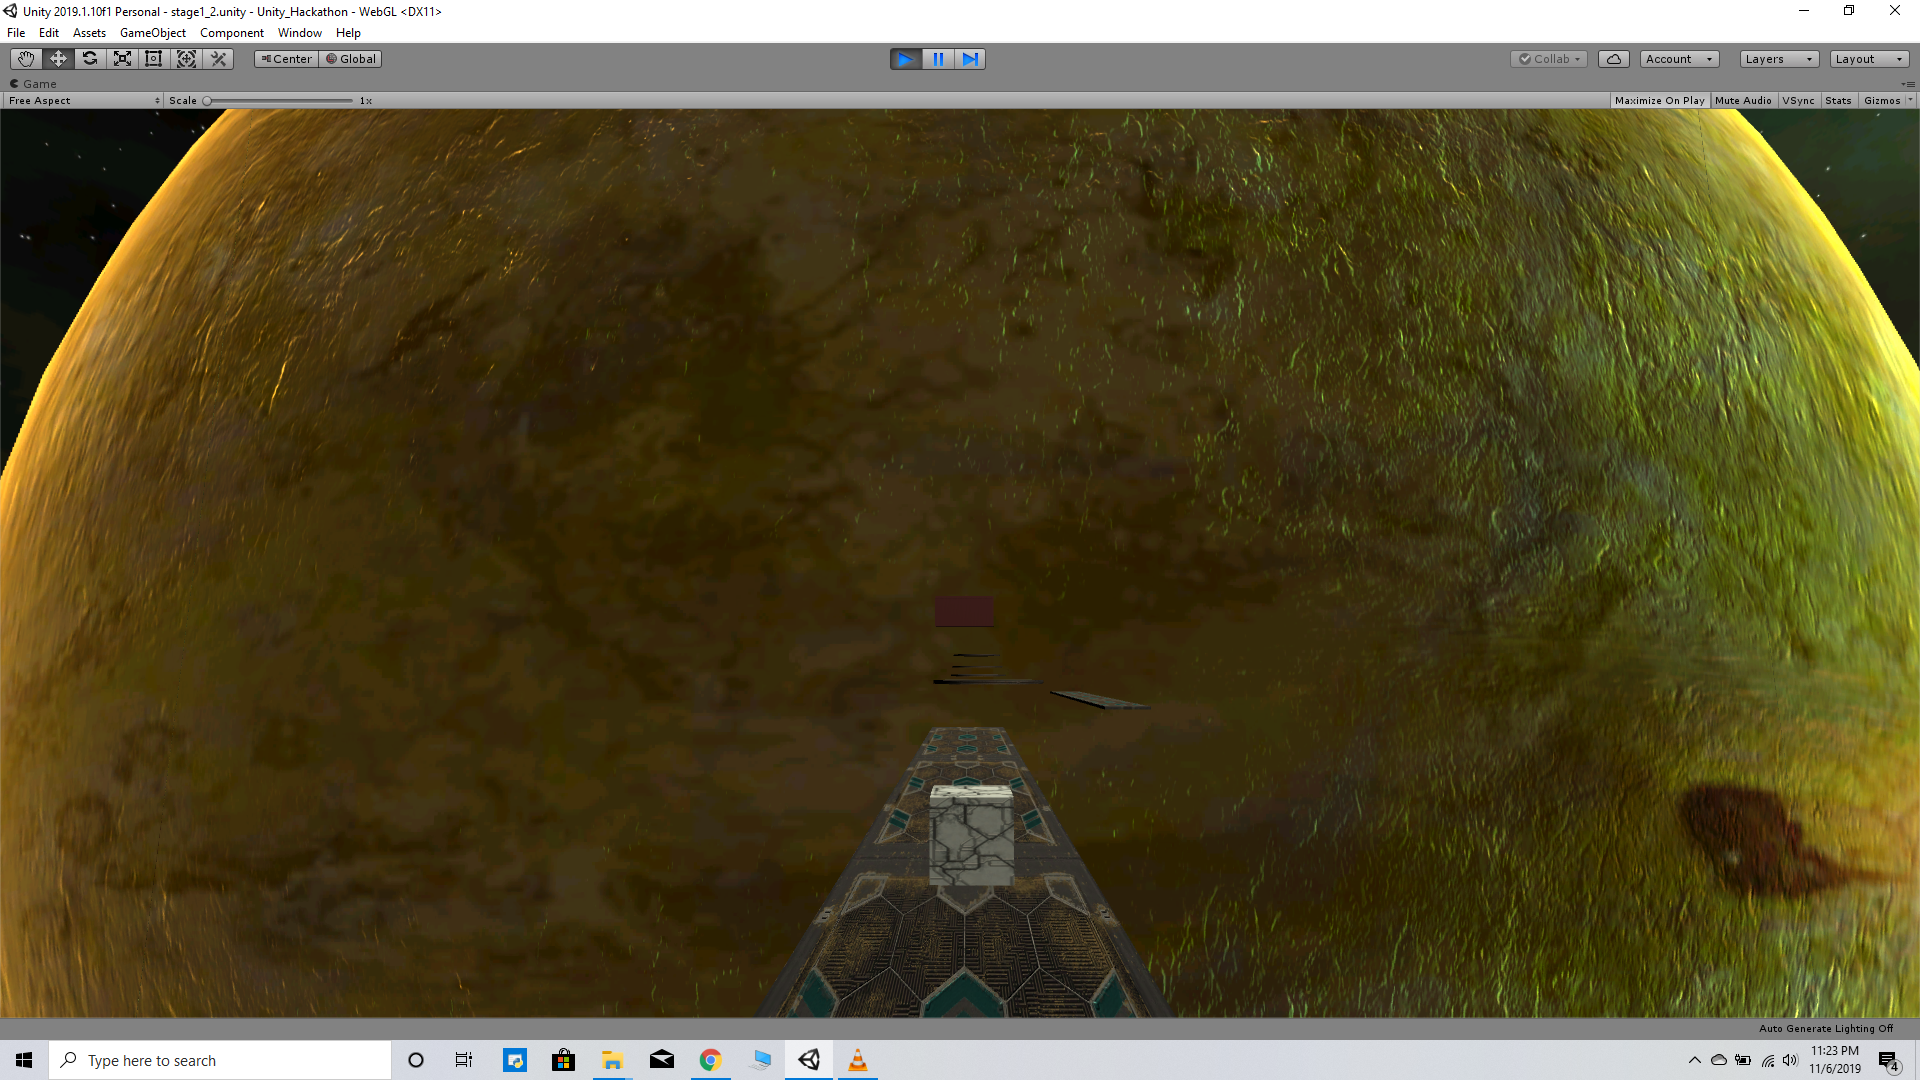 Unity 2019.1.10f1 Personal - stage1_2.unity - Unity_Hackathon - WebGL <DX11>
File Edit Assets GameObject Component Window Help
Center Global Collab Account Layers Layout
Game
Free Aspect Scale 1x Maximize On Play Mute Audio VSync Stats Gizmos
Auto Generate Lighting Off
Type here to search
11:23 PM
11/6/2019
4